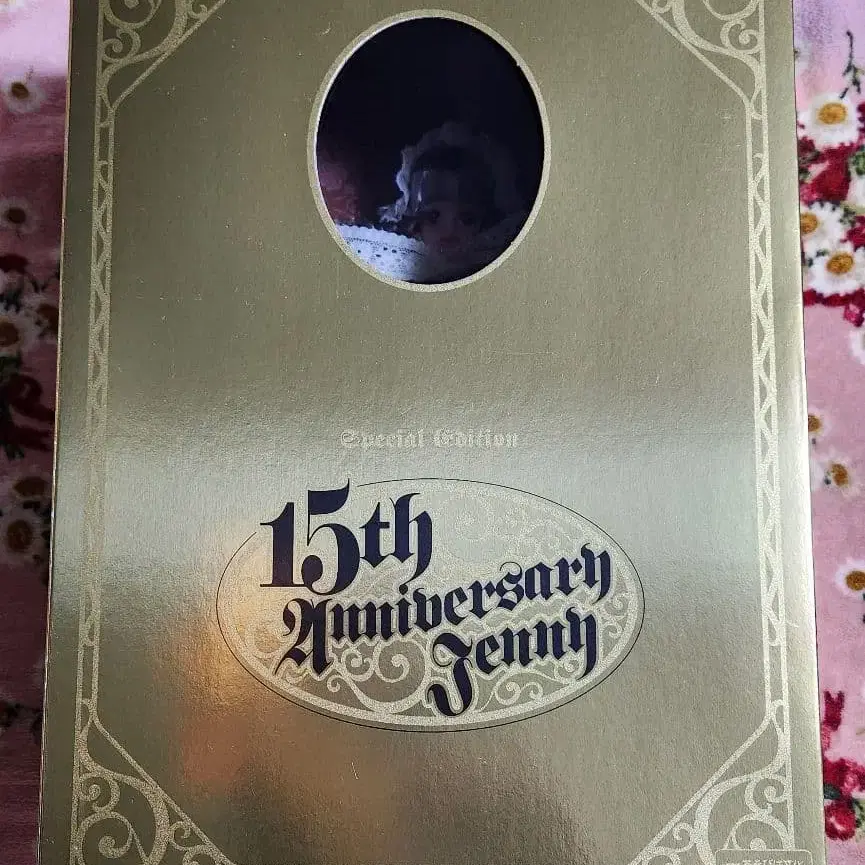 Special Edition
15th
Anniversary
Jenny